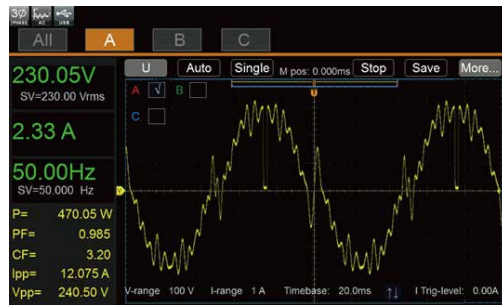 3Ø
PHASE AC USB
All A B C
230.05V
SV=230.00 Vrms
2.33 A
50.00Hz
SV=50.000 Hz
P= 470.05 W
PF= 0.985
CF= 3.20
Ipp= 12.075 A
Vpp= 240.50 V
U Auto Single M pos: 0.000ms Stop Save More...
A √ B
C
V-range 100 V I-range 1 A Timebase: 20.0ms ↑↓ I Trig-level: 0.00A